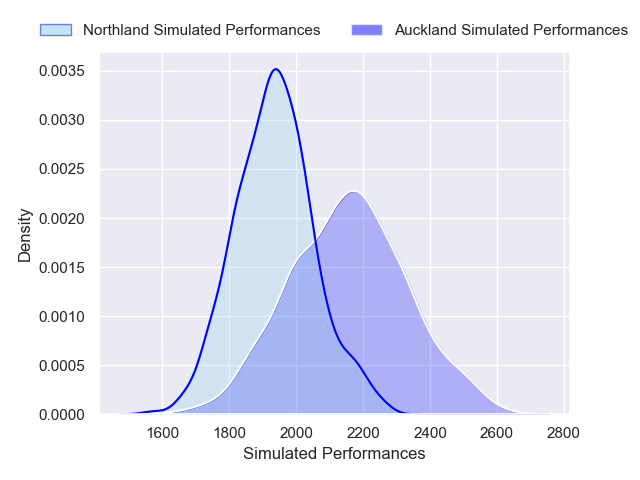 Northland Simulated Performances Auckland Simulated Performances
0.0035
0.0030
0.0025
0.0020
0.0015
0.0010
0.0005
0.0000
Density
1600 1800 2000 2200 2400 2600 2800
Simulated Performances